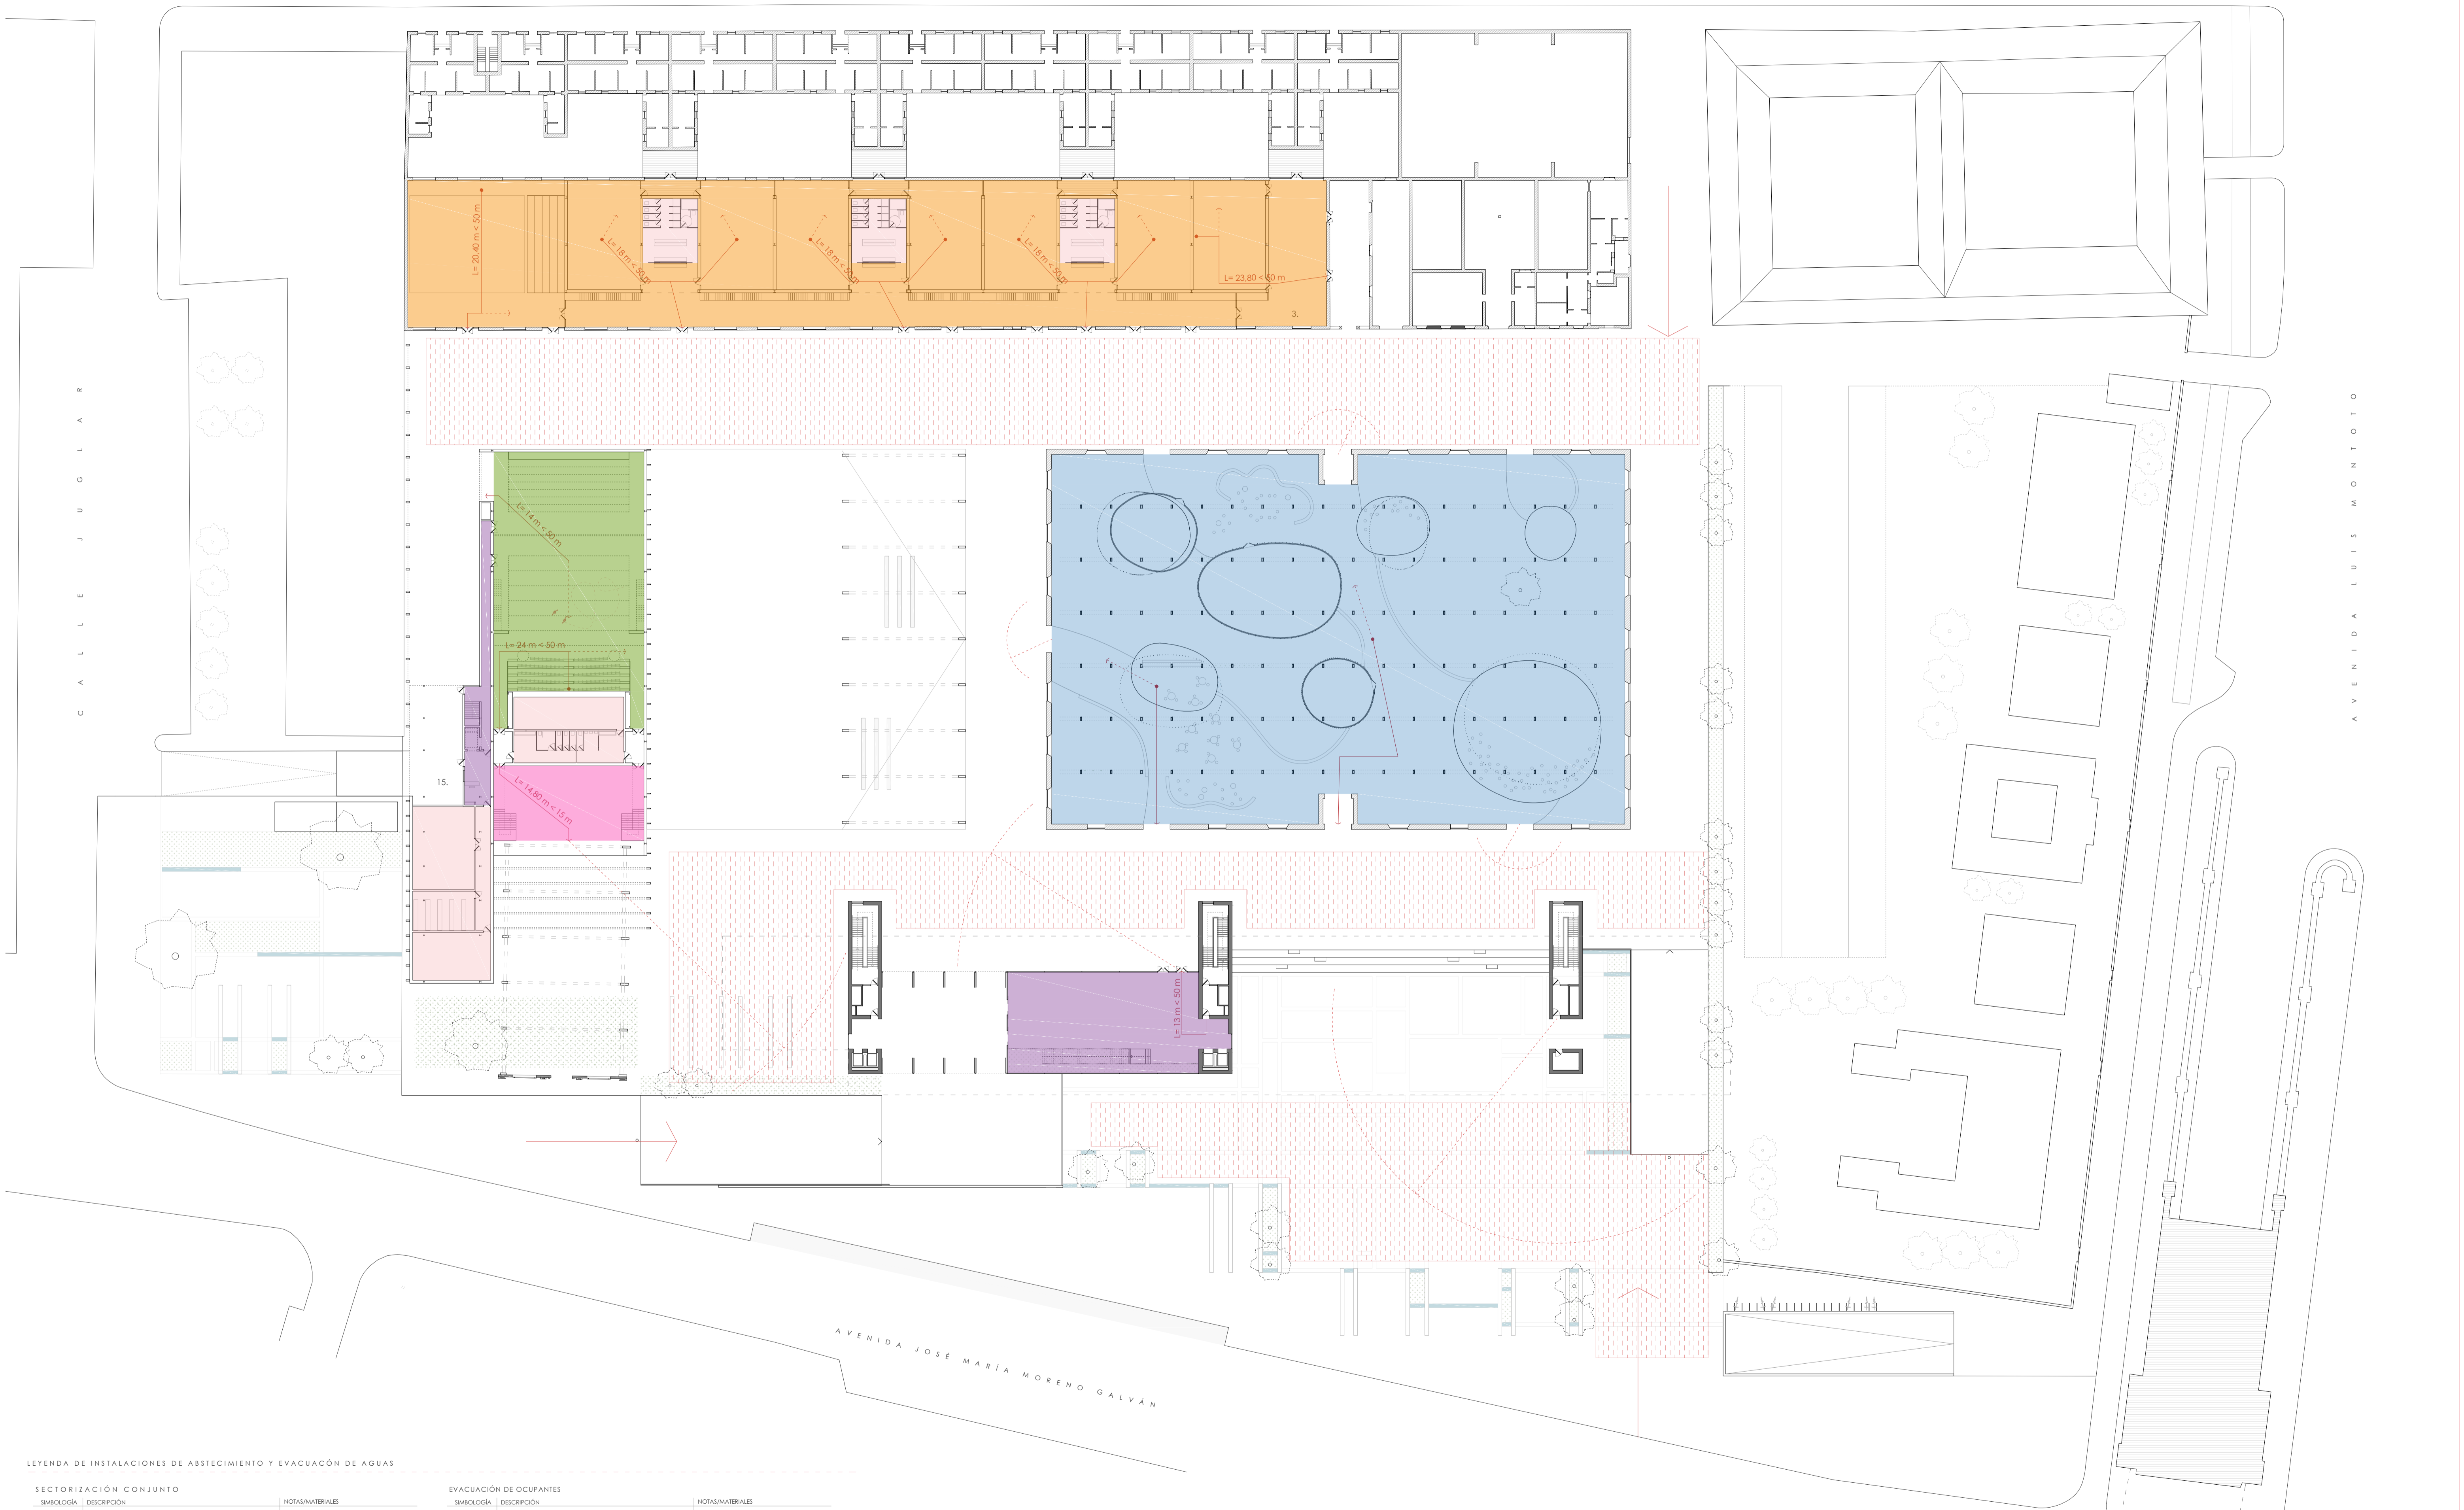 L= 20.40 m < 50 m
L= 18 m < 50 m
L= 18 m < 50 m
L= 18 m < 50 m
L= 23.80 < 50 m
3.
CALLE JUGLAR
AVENIDA LUIS MONTOTO
L= 14 m < 50 m
L= 24 m < 50 m
15.
L= 14.80 m < 15 m
L= 13 m < 50 m
AVENIDA JOSÉ MARÍA MORENO GALVÁN
LEYENDA DE INSTALACIONES DE ABSTECIMIENTO Y EVACUACÓN DE AGUAS
SECTORIZACIÓN CONJUNTO
SIMBOLOGÍA DESCRIPCIÓN NOTAS/MATERIALES
EVACUACIÓN DE OCUPANTES
SIMBOLOGÍA DESCRIPCIÓN NOTAS/MATERIALES